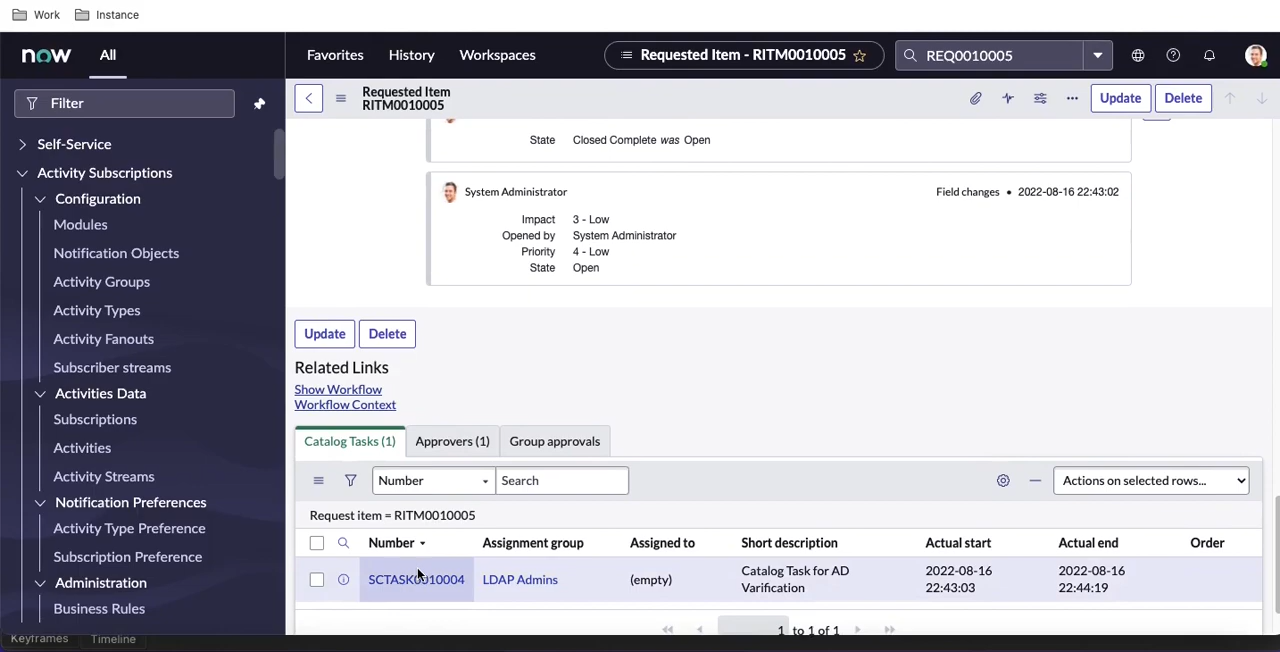 Work
Instance
now
All
Favorites
History
Workspaces
Requested Item - RITM0010005
REQ0010005
Filter
Self-Service
Activity Subscriptions
Configuration
Modules
Notification Objects
Activity Groups
Activity Types
Activity Fanouts
Subscriber streams
Activities Data
Subscriptions
Activities
Activity Streams
Notification Preferences
Activity Type Preference
Subscription Preference
Administration
Business Rules
Keyframes
Timeline
Requested Item
RITM0010005
Update
Delete
State Closed Complete was Open
System Administrator
Field changes • 2022-08-16 22:43:02
Impact 3 - Low
Opened by System Administrator
Priority 4 - Low
State Open
Update
Delete
Related Links
Show Workflow
Workflow Context
Catalog Tasks (1)
Approvers (1)
Group approvals
Number
Search
Actions on selected rows...
Request item = RITM0010005
Number
Assignment group
Assigned to
Short description
Actual start
Actual end
Order
SCTASK0010004
LDAP Admins
(empty)
Catalog Task for AD
Varification
2022-08-16
22:43:03
2022-08-16
22:44:19
1 to 1 of 1